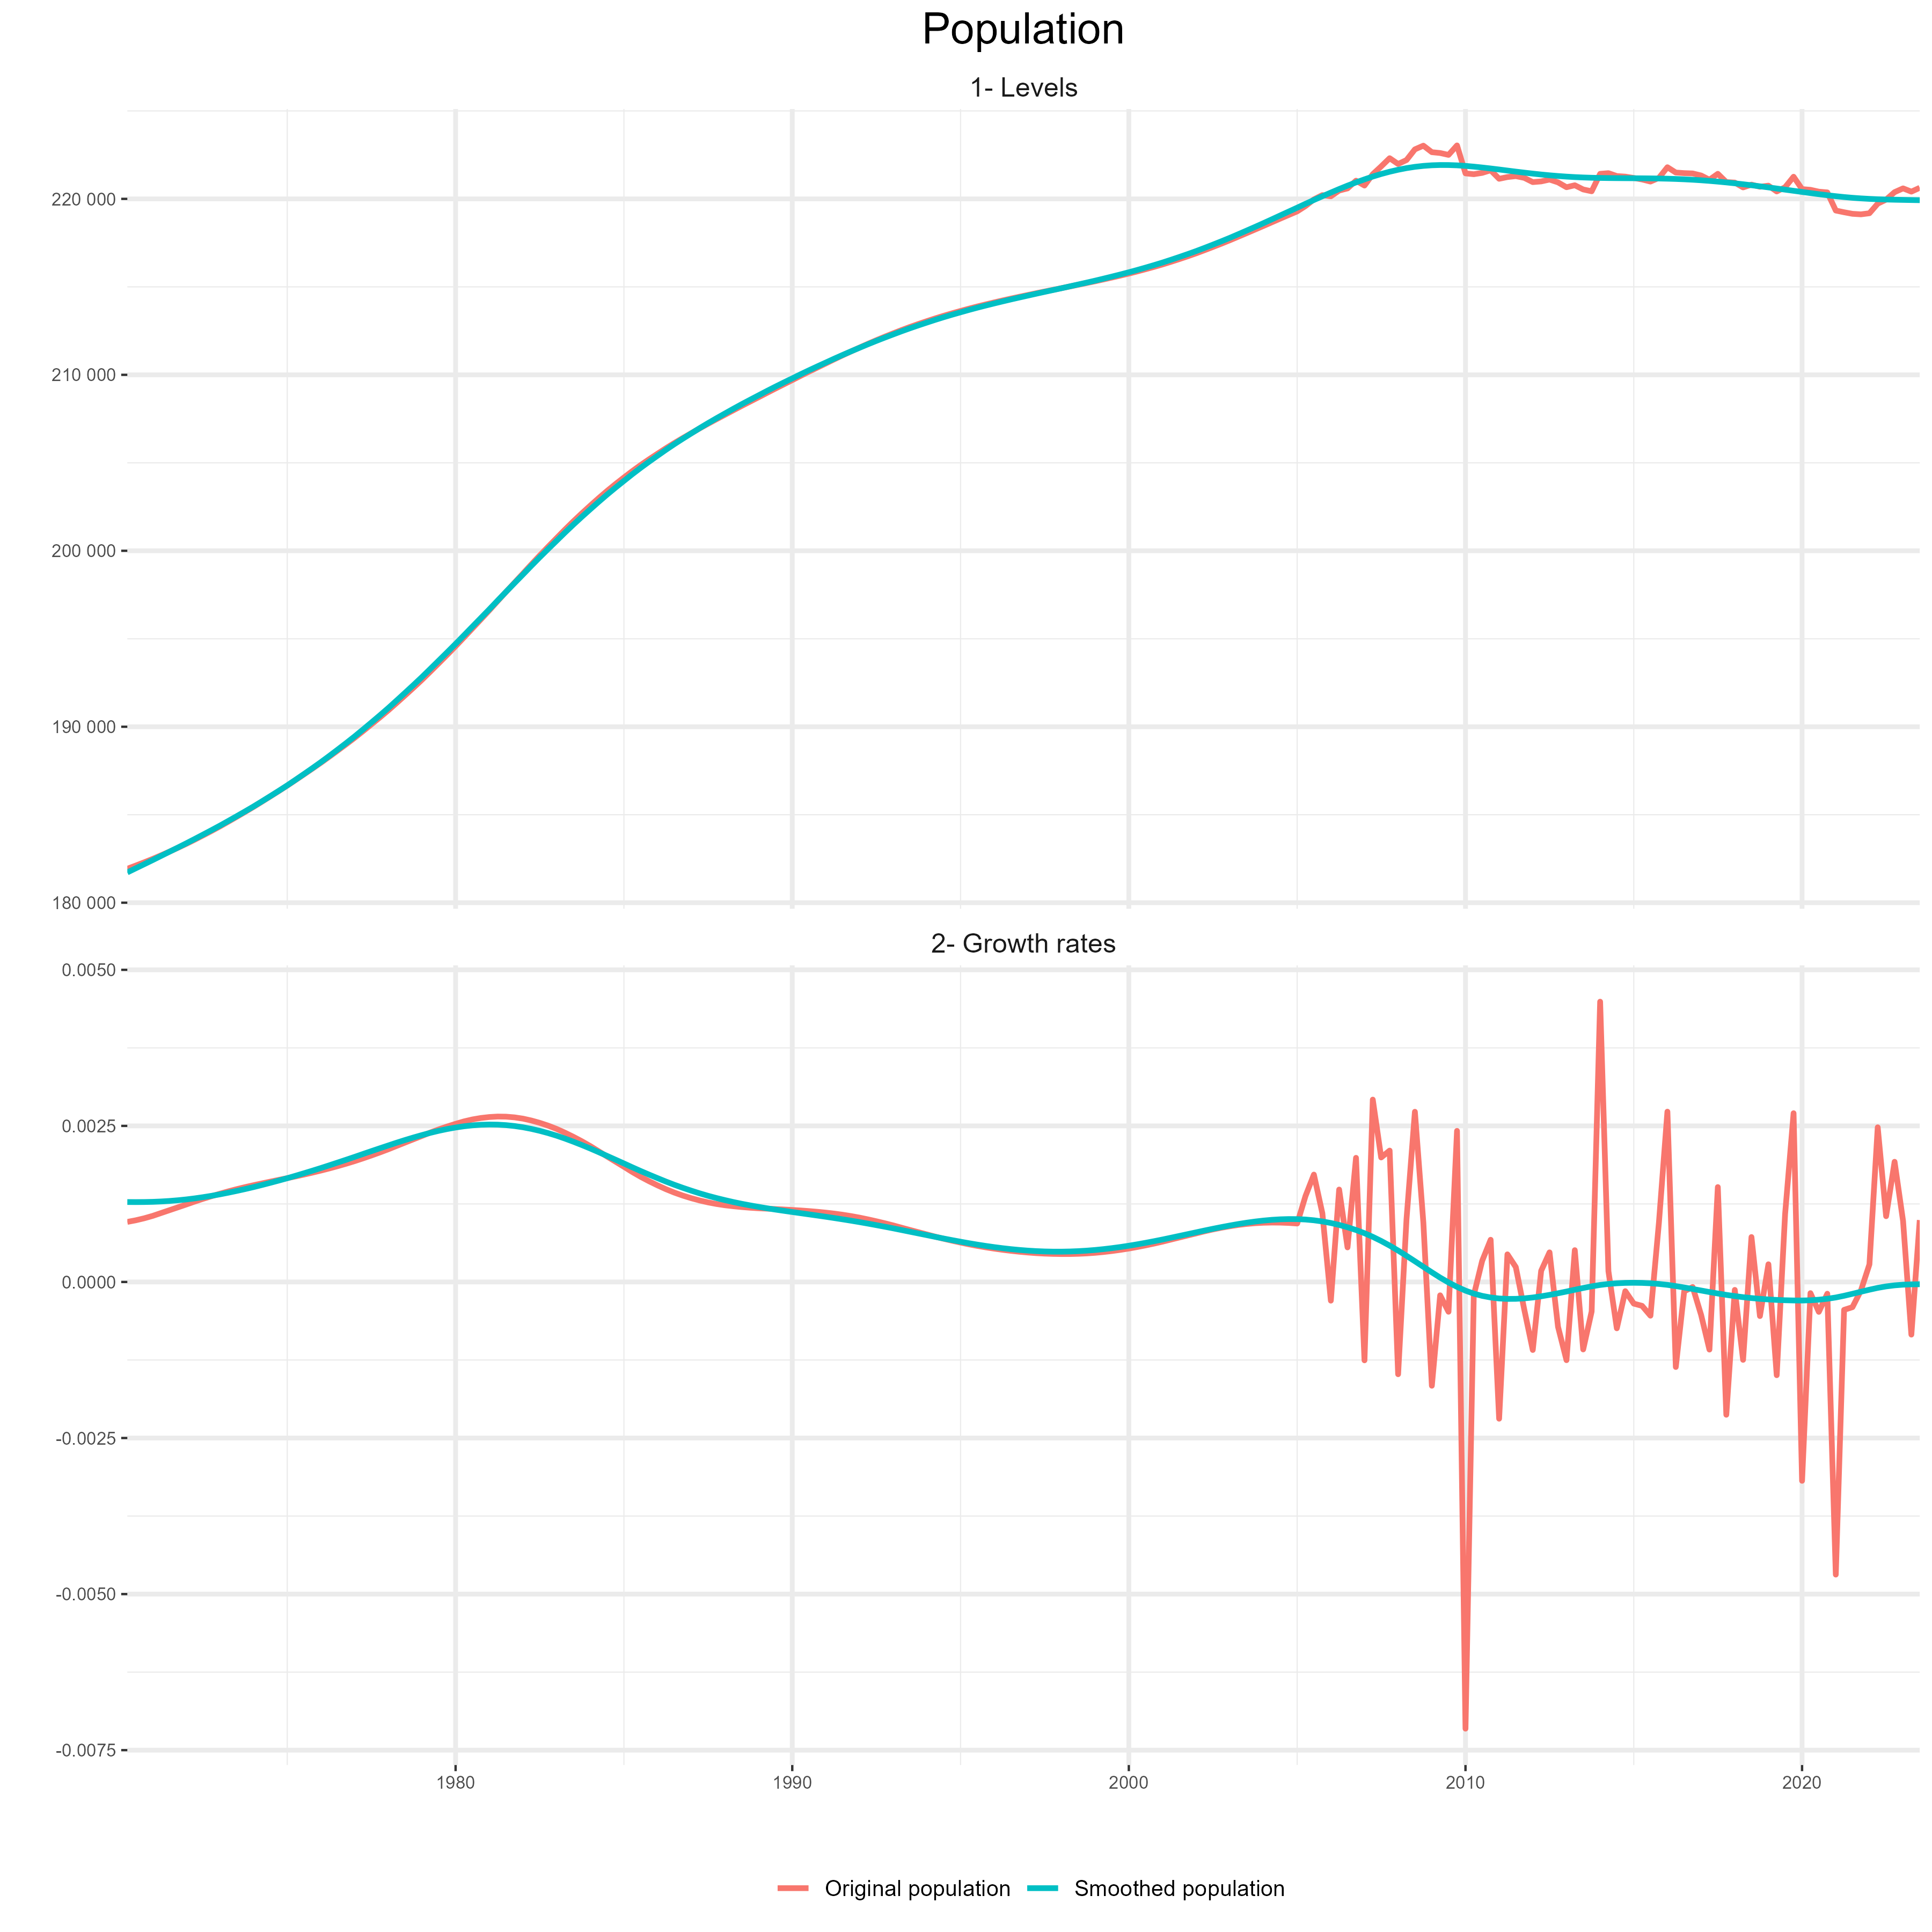 Population
1- Levels
220 000
210 000
200 000
190 000
180 000
2- Growth rates
0.0050
0.0025
0.0000
-0.0025
-0.0050
-0.0075
1980 1990 2000 2010 2020
Original population Smoothed population